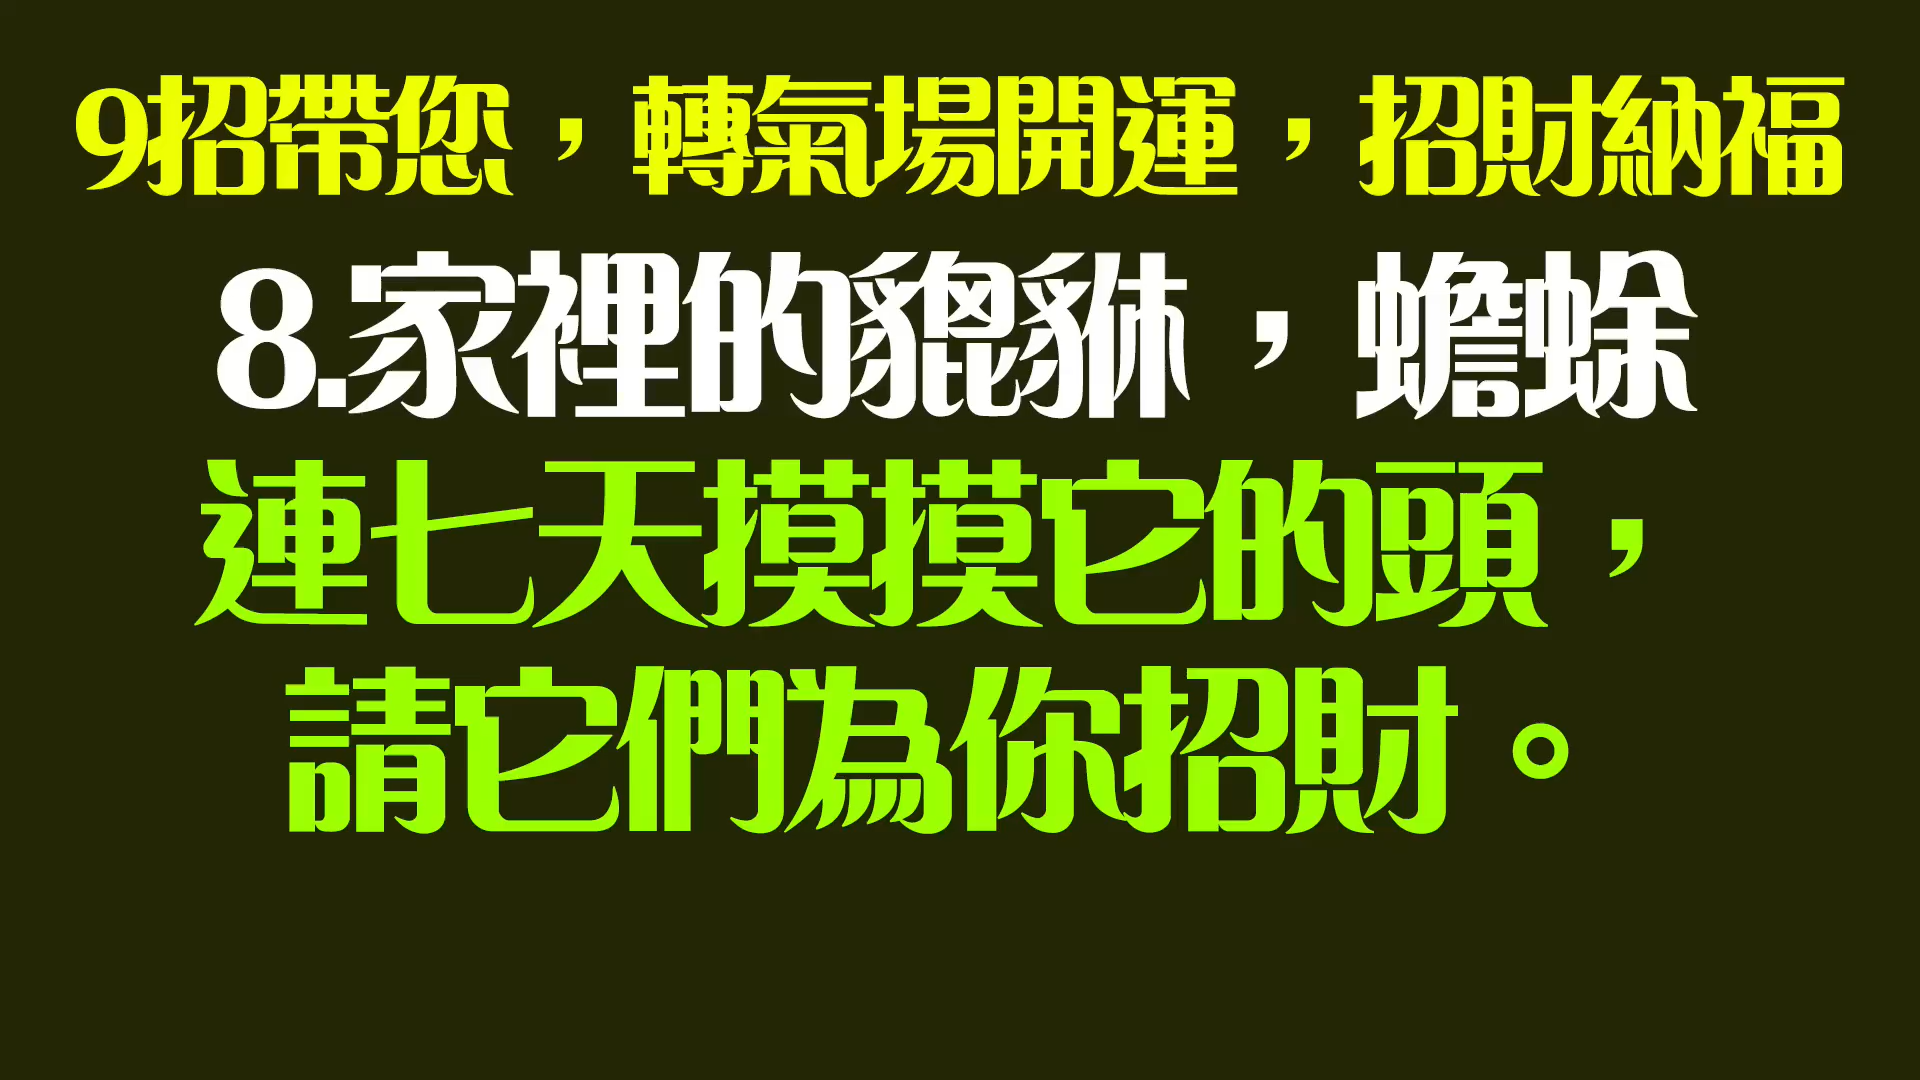 9招帶您，轉氣場開運，招財納福
8.家裡的貔貅，蟾蜍
連七天摸摸它的頭，
請它們為你招財。